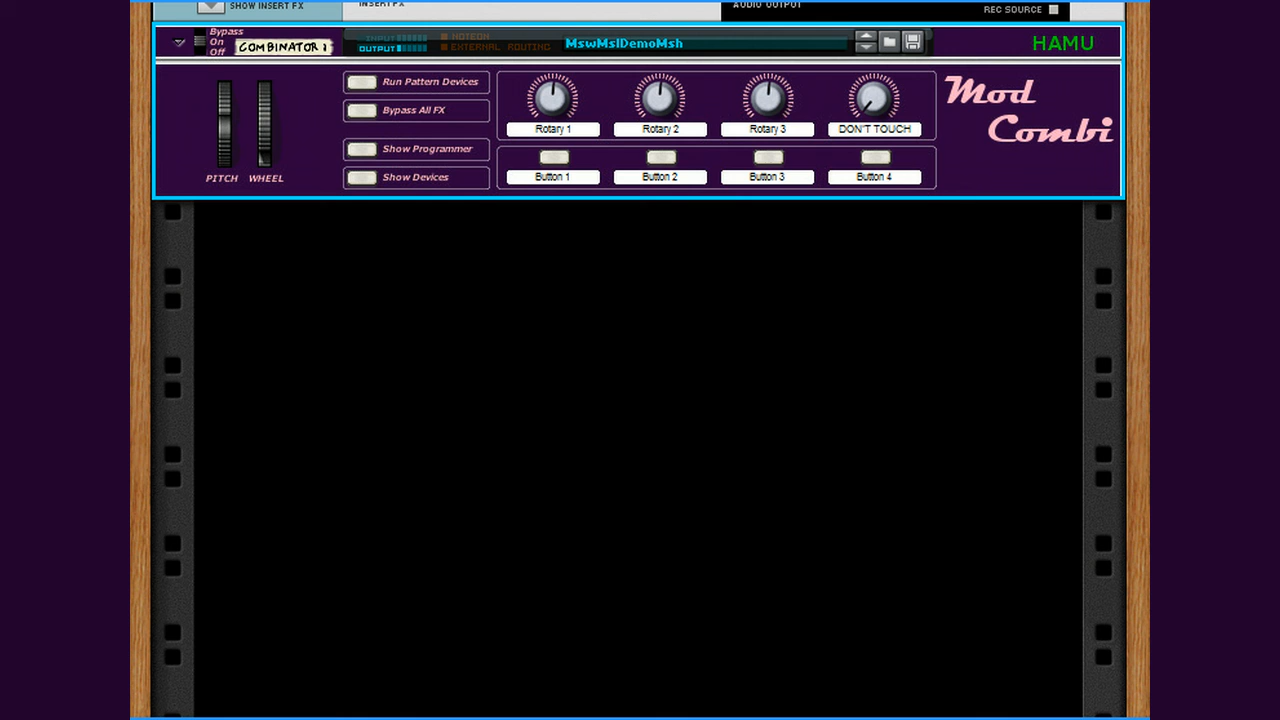 SHOW INSERT FX
INSERT FX
AUDIO OUTPUT
REC SOURCE
Bypass
On
Off
COMBINATOR 1
INPUT
OUTPUT
NOTEON
EXTERNAL ROUTING
MswMslDemoMsh
HAMU
Run Pattern Devices
Bypass All FX
Show Programmer
Show Devices
PITCH
WHEEL
Rotary 1
Rotary 2
Rotary 3
DON'T TOUCH
Button 1
Button 2
Button 3
Button 4
Mod
Combi